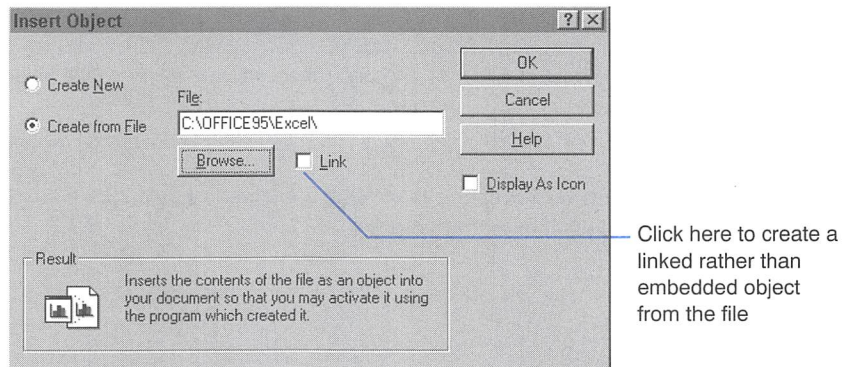 Insert Object
Create New
Create from File
File:
C:\OFFICE95\Excel\
Browse...
Link
OK
Cancel
Help
Display As Icon
Result
Inserts the contents of the file as an object into
your document so that you may activate it using
the program which created it.
Click here to create a
linked rather than
embedded object
from the file